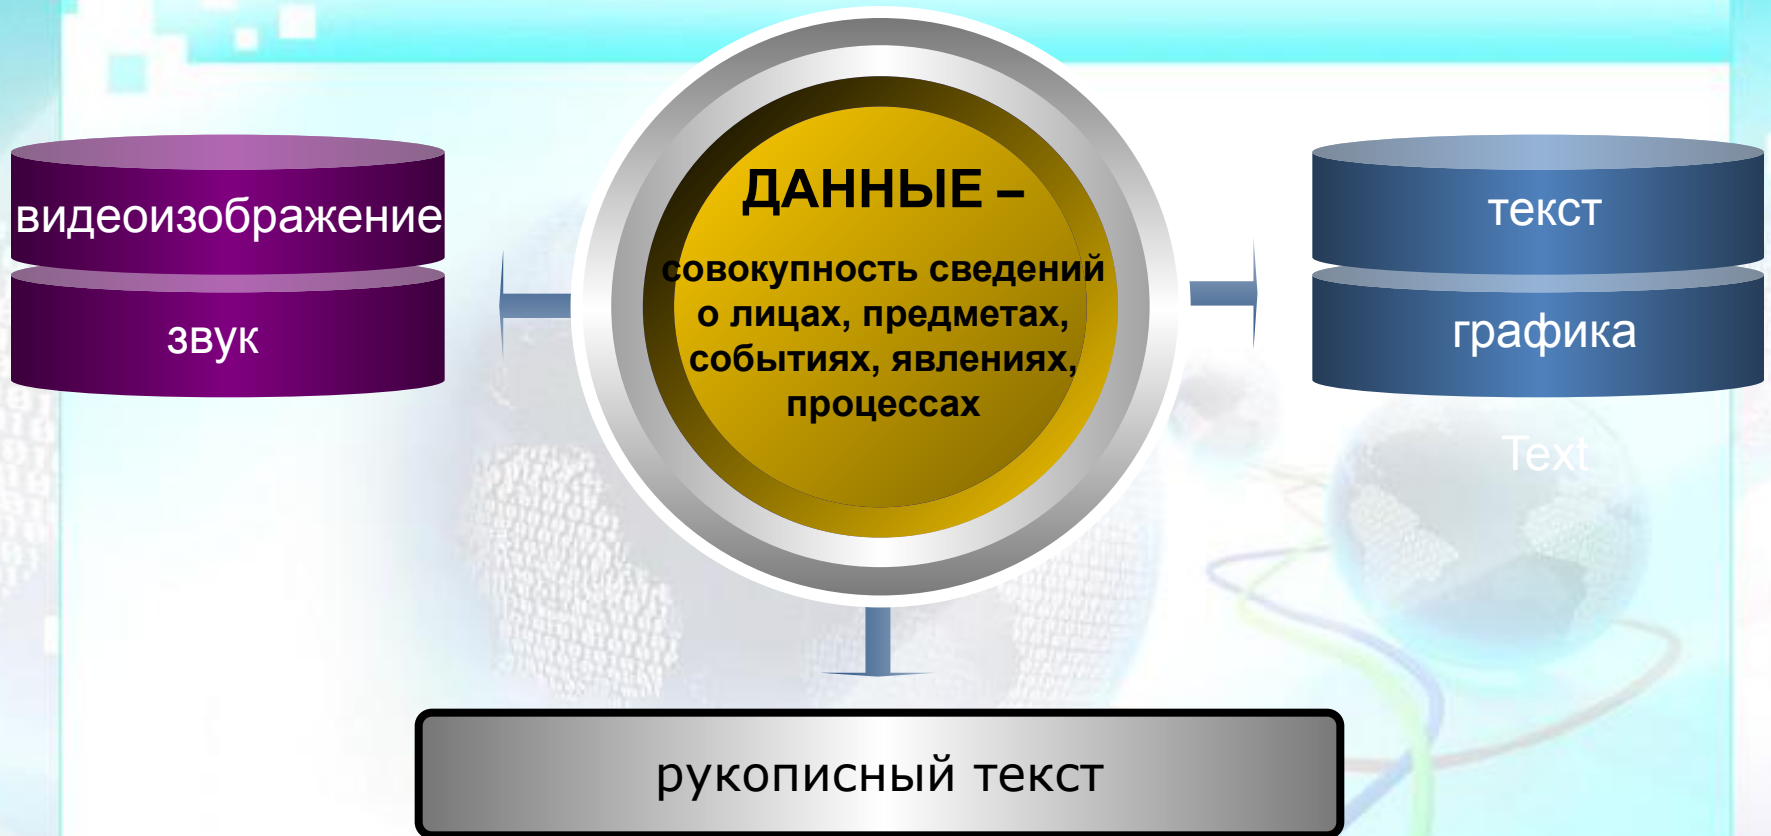 ДАННЫЕ –
совокупность сведений
о лицах, предметах,
событиях, явлениях,
процессах
видеоизображение
звук
текст
графика
Text
рукописный текст